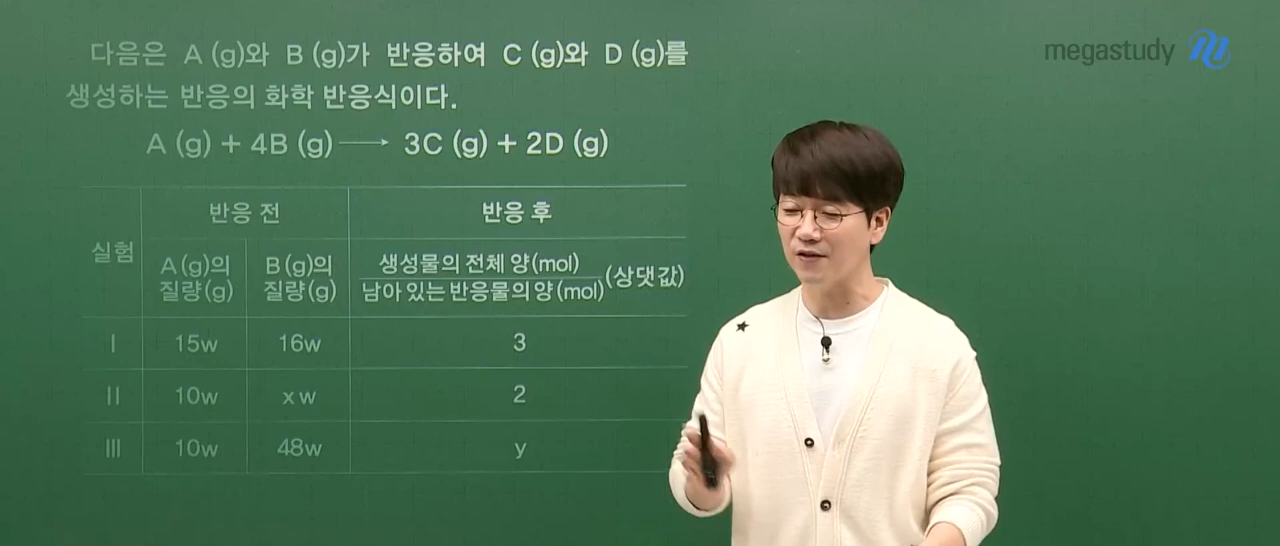 다음은 A (g)와 B (g)가 반응하여 C (g)와 D (g)를
megastudy
생성하는 반응의 화학 반응식이다.
A (g) + 4B (g) ⟶ 3C (g) + 2D (g)
실험 반응 전 반응 후
A (g)의 질량(g) B (g)의 질량(g) 생성물의 전체 양(mol) / 남아 있는 반응물의 양(mol) (상댓값)
I 15w 16w 3
II 10w x w 2
III 10w 48w y